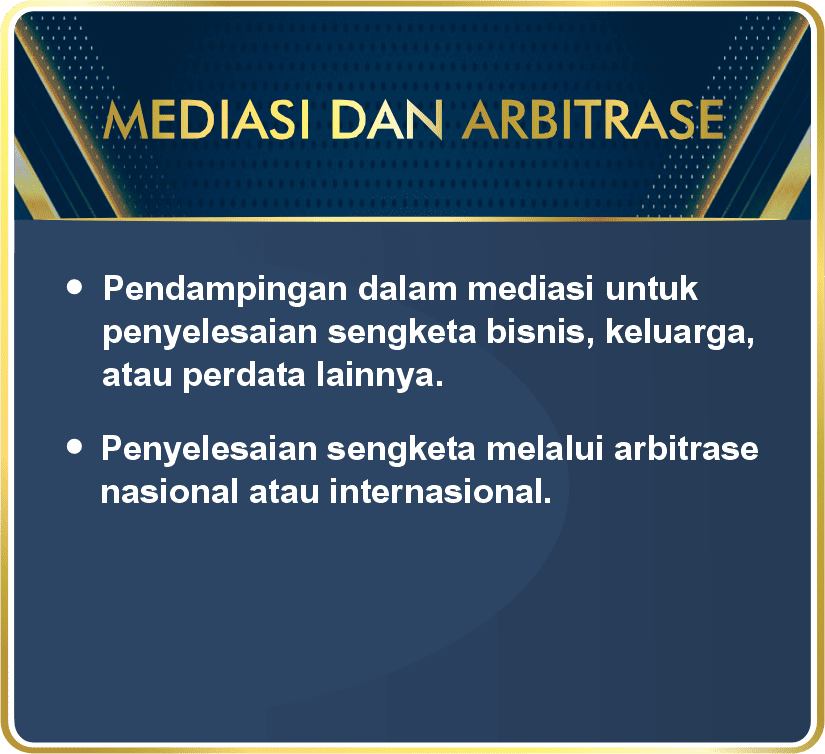 MEDIASI DAN ARBITRASE
• Pendampingan dalam mediasi untuk
penyelesaian sengketa bisnis, keluarga,
atau perdata lainnya.
• Penyelesaian sengketa melalui arbitrase
nasional atau internasional.